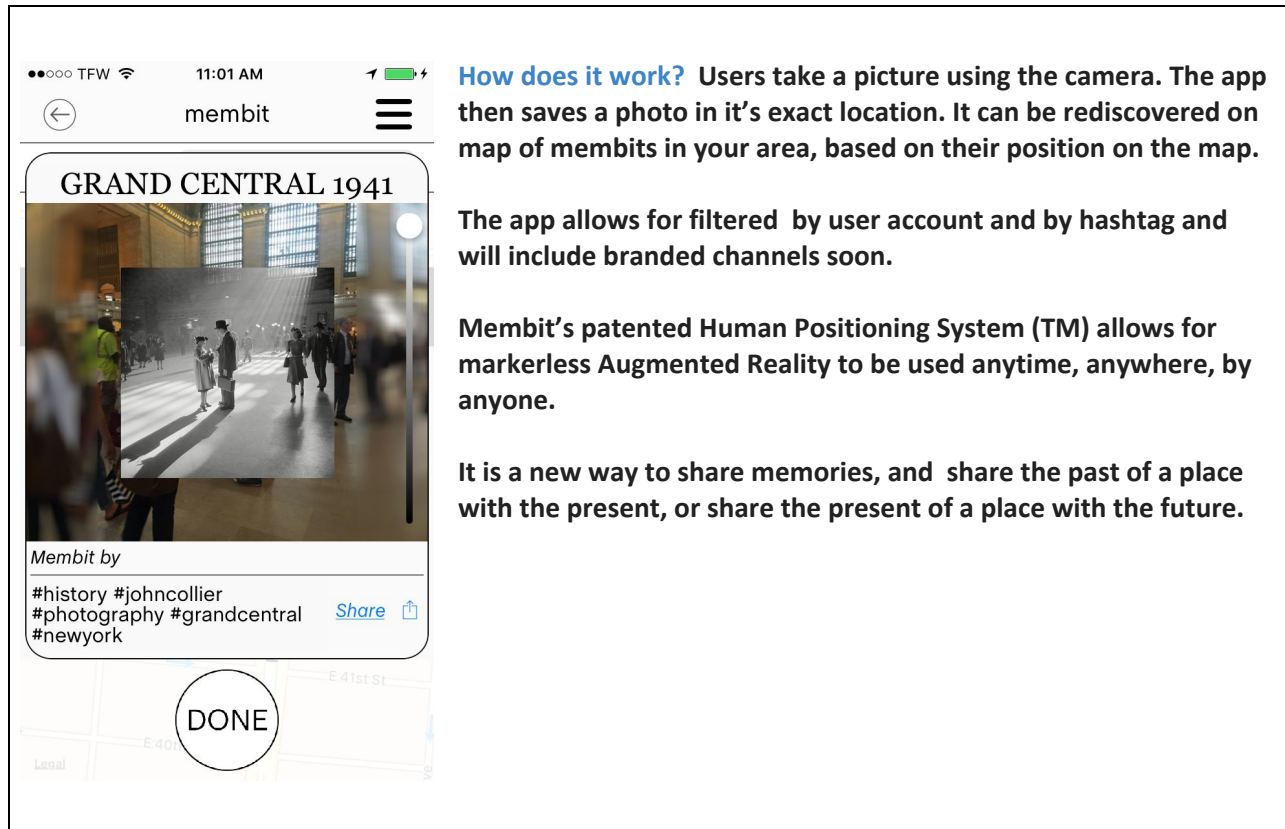 ●●○○○ TFW 11:01 AM
membit
GRAND CENTRAL 1941
Membit by
#history #johncollier
#photography #grandcentral
#newyork
Share
E 41st St
DONE
E 40th
Legal
How does it work?  Users take a picture using the camera. The app
then saves a photo in it’s exact location. It can be rediscovered on
map of membits in your area, based on their position on the map.
The app allows for filtered  by user account and by hashtag and
will include branded channels soon.
Membit’s patented Human Positioning System (TM) allows for
markerless Augmented Reality to be used anytime, anywhere, by
anyone.
It is a new way to share memories, and  share the past of a place
with the present, or share the present of a place with the future.